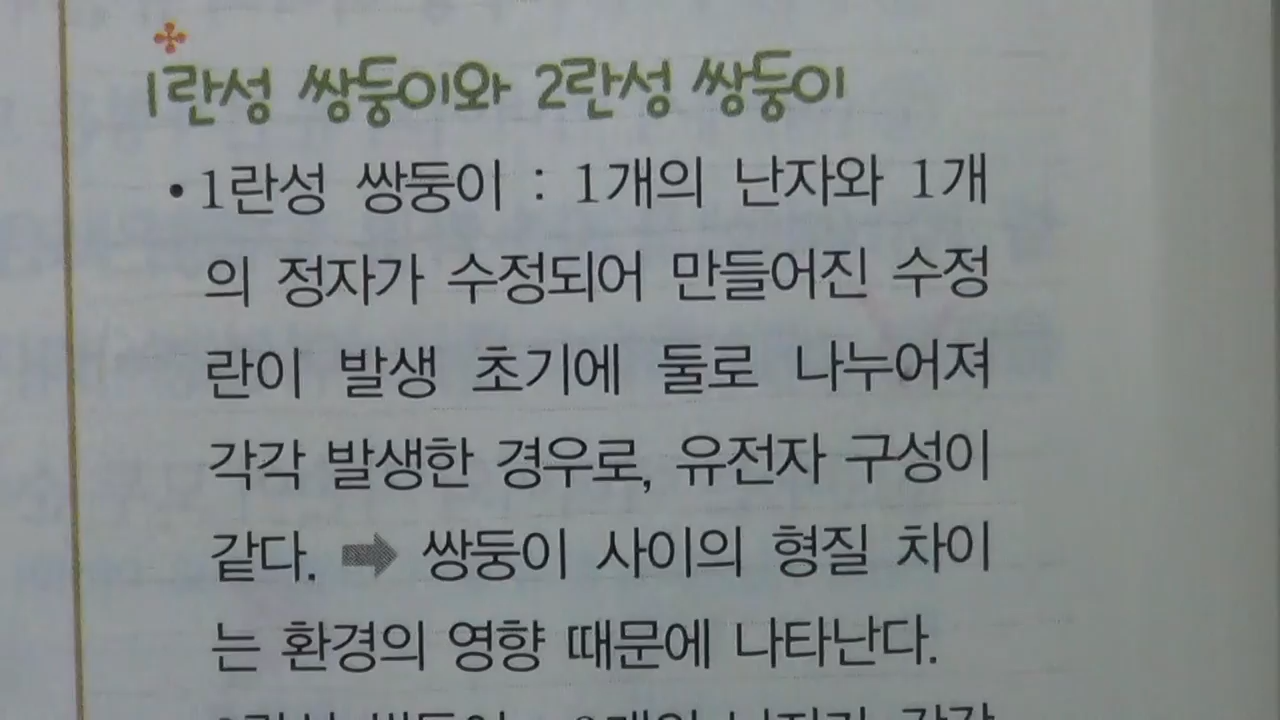 1란성 쌍둥이와 2란성 쌍둥이
• 1란성 쌍둥이 : 1개의 난자와 1개
의 정자가 수정되어 만들어진 수정
란이 발생 초기에 둘로 나누어져
각각 발생한 경우로, 유전자 구성이
같다. ➡ 쌍둥이 사이의 형질 차이
는 환경의 영향 때문에 나타난다.